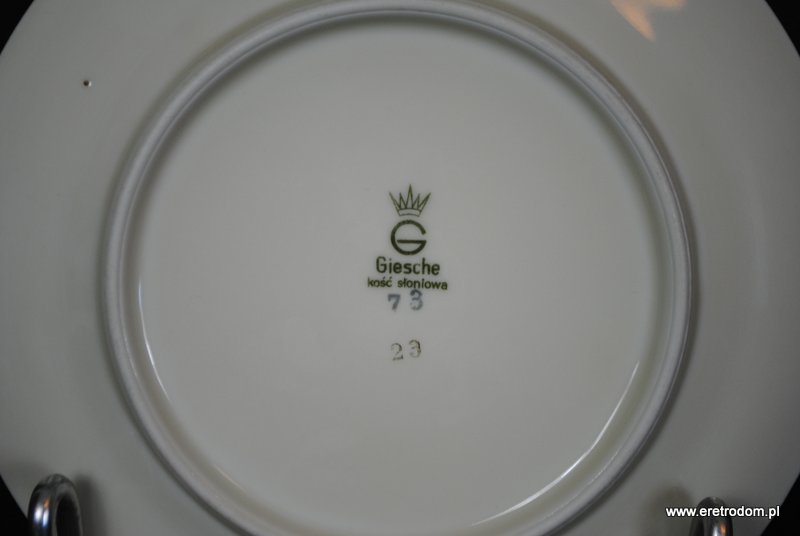 G
Giesche
kość słoniowa
73
23
www.eretrodom.pl